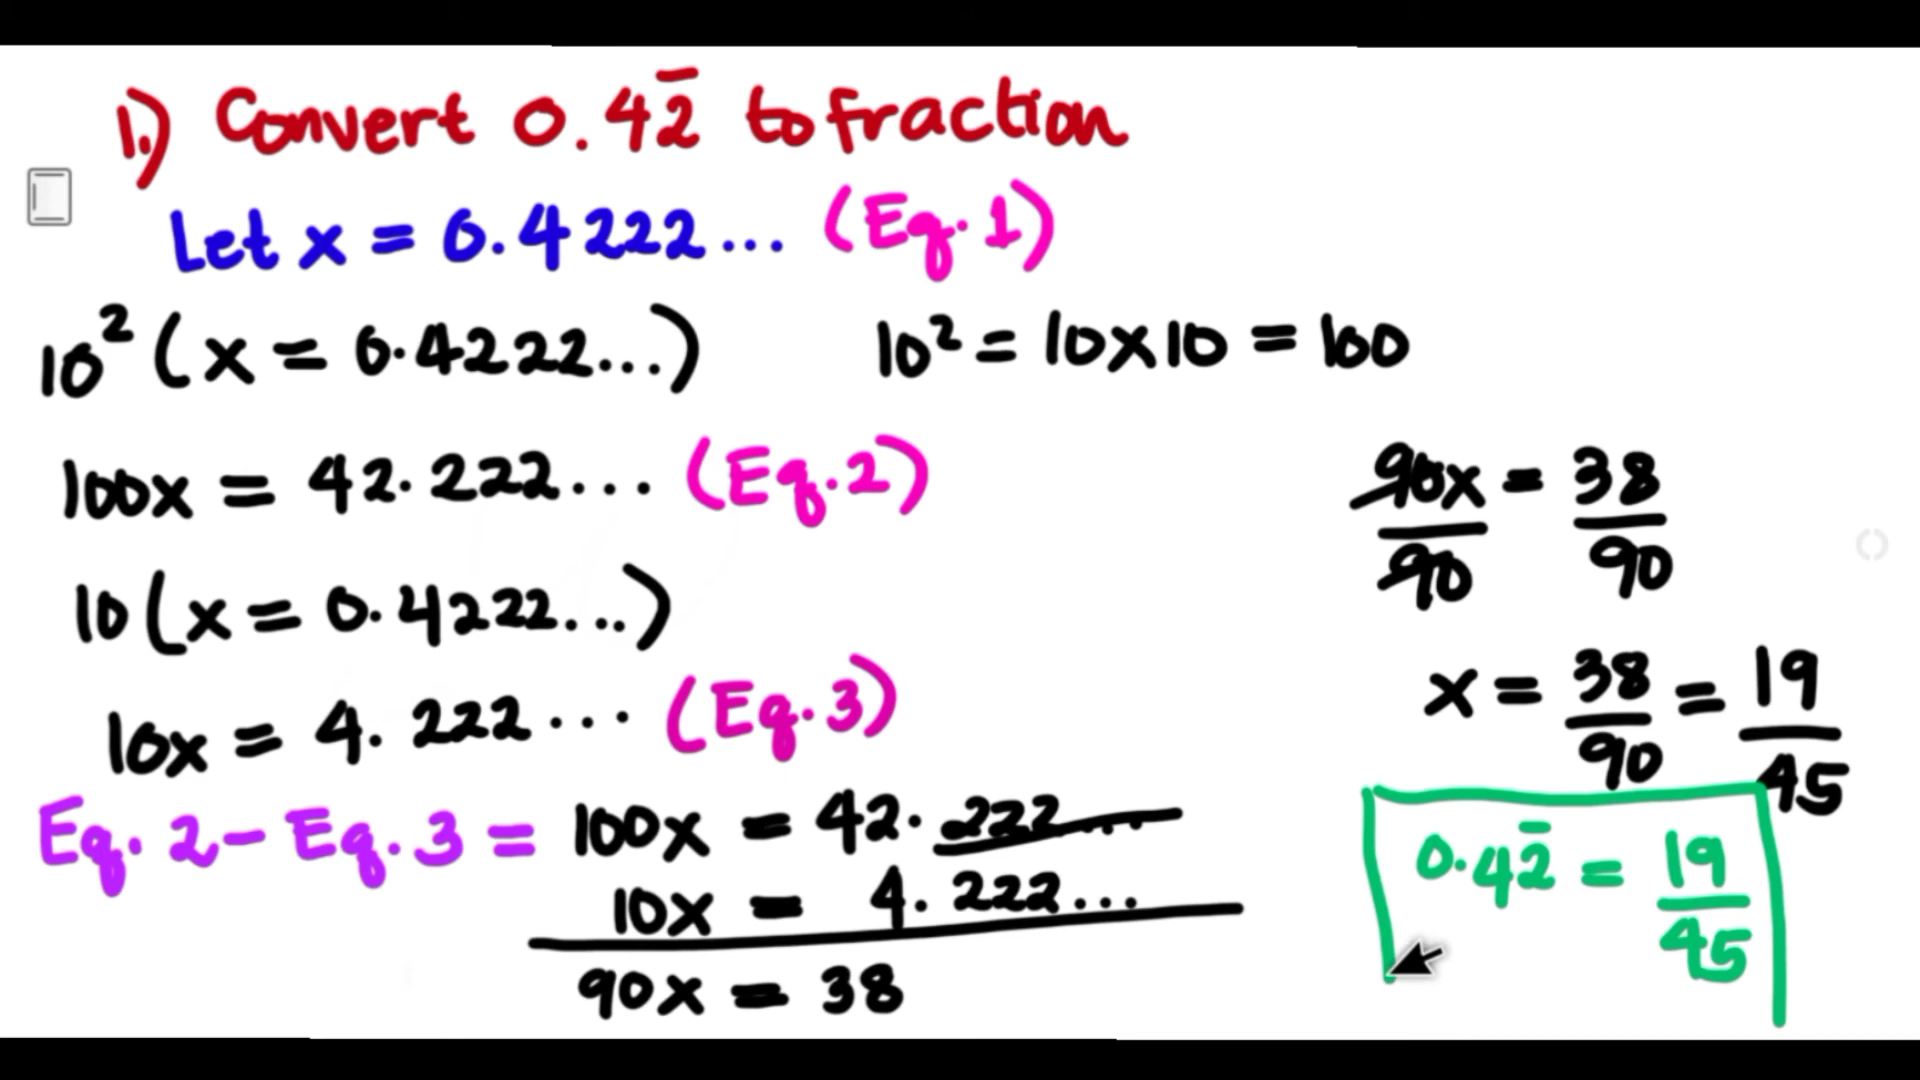 1.) Convert 0.42̅ to fraction
Let x = 0.4222... (Eq. 1)
10² (x = 0.4222...) 10² = 10x10 = 100
100x = 42.222... (Eq. 2)
10 (x = 0.4222...)
10x = 4.222... (Eq. 3)
Eq. 2 - Eq. 3 = 100x = 42.222...
10x = 4.222...
90x = 38
90x/90 = 38/90
x = 38/90 = 19/45
0.42̅ = 19/45